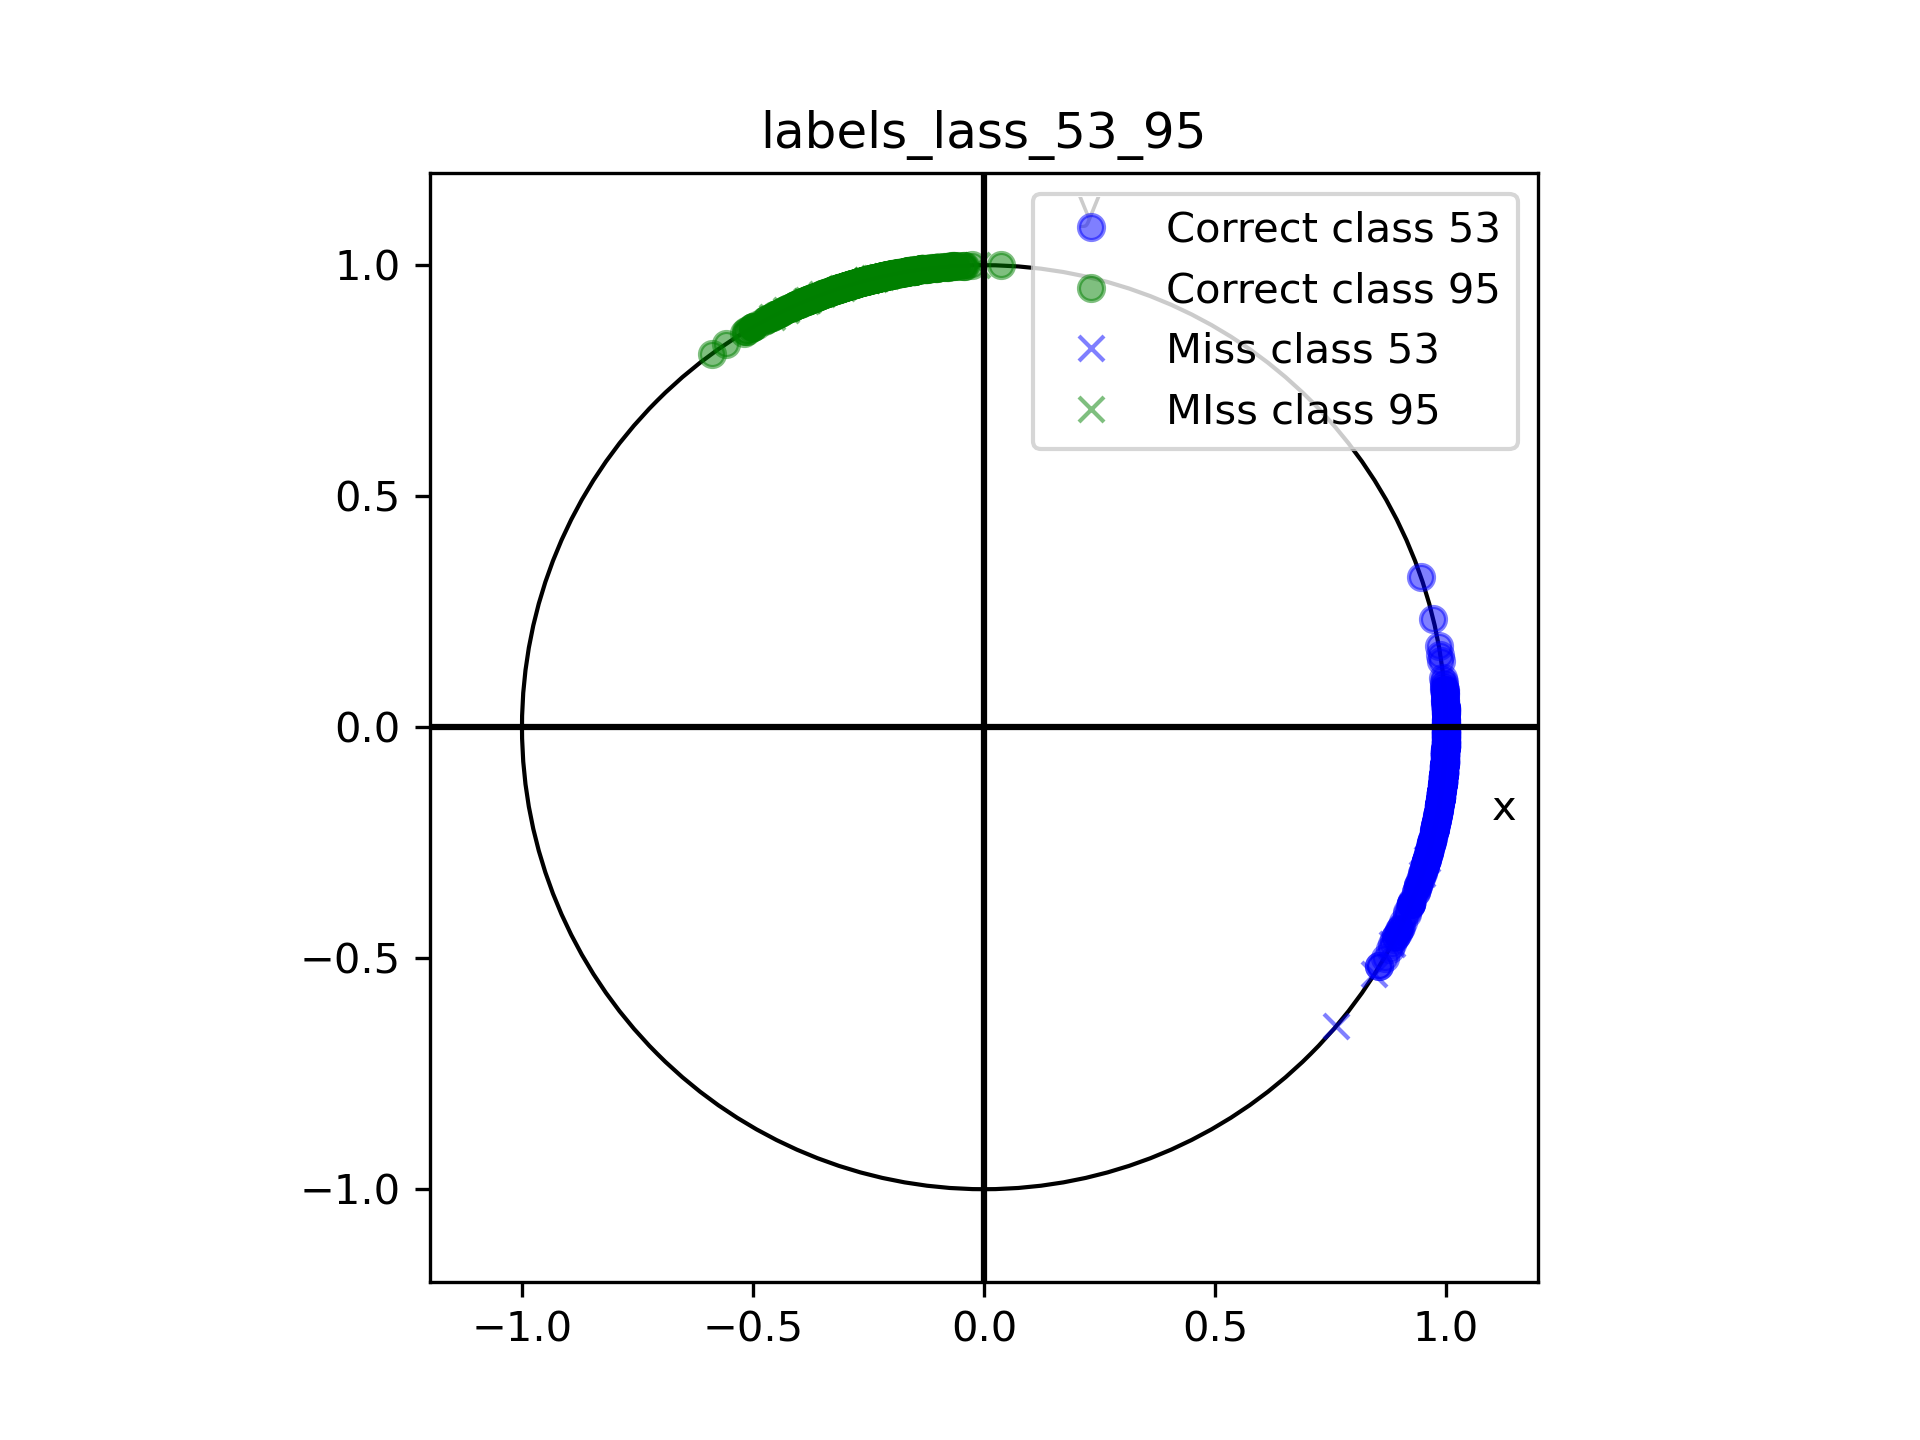 labels_lass_53_95
y
Correct class 53
Correct class 95
Miss class 53
MIss class 95
1.0
0.5
0.0
−0.5
−1.0
x
−1.0 −0.5 0.0 0.5 1.0